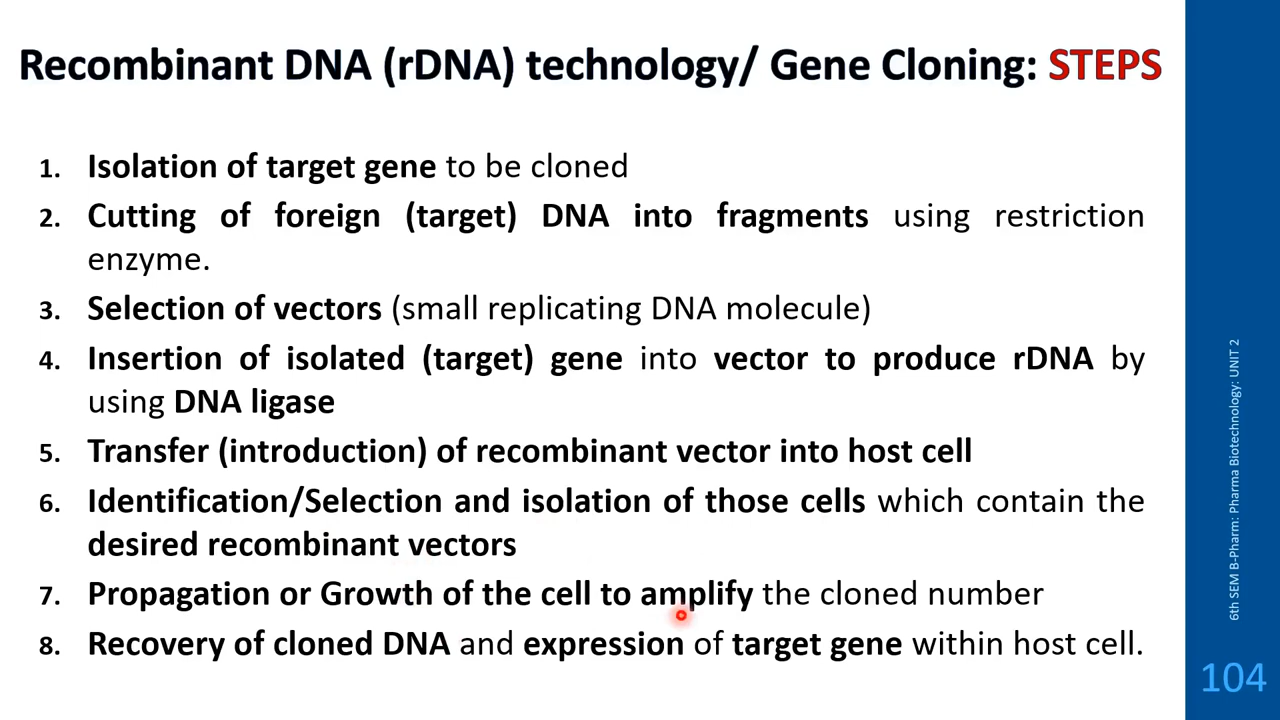 Recombinant DNA (rDNA) technology/ Gene Cloning: STEPS
1. Isolation of target gene to be cloned
2. Cutting of foreign (target) DNA into fragments using restriction
enzyme.
3. Selection of vectors (small replicating DNA molecule)
4. Insertion of isolated (target) gene into vector to produce rDNA by
using DNA ligase
5. Transfer (introduction) of recombinant vector into host cell
6. Identification/Selection and isolation of those cells which contain the
desired recombinant vectors
7. Propagation or Growth of the cell to amplify the cloned number
8. Recovery of cloned DNA and expression of target gene within host cell.
6th SEM B-Pharm: Pharma Biotechnology: UNIT 2
104